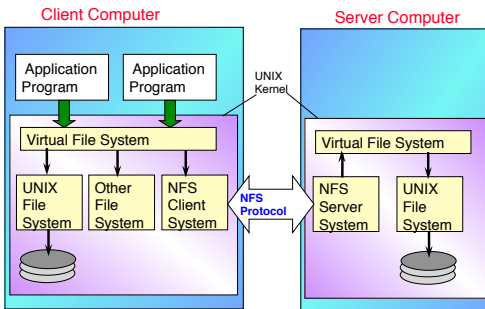 Client Computer
Server Computer
Application
Program
Application
Program
UNIX
Kernel
Virtual File System
Virtual File System
UNIX
File
System
Other
File
System
NFS
Client
System
NFS
Protocol
NFS
Server
System
UNIX
File
System